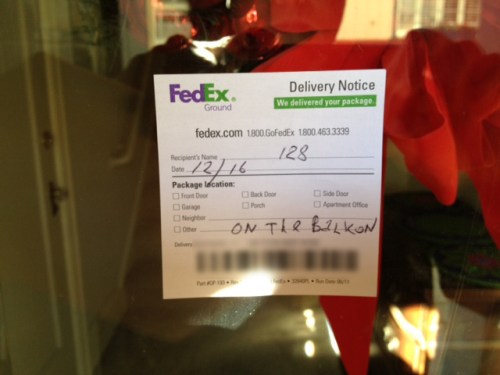 FedEx®
Ground
Delivery Notice
We delivered your package.
fedex.com 1.800.GoFedEx 1.800.463.3339
Recipient's Name 128
Date 12/16
Package location:
Front Door Back Door Side Door
Garage Porch Apartment Office
Neighbor
Other ON THE BALKON
Delivery